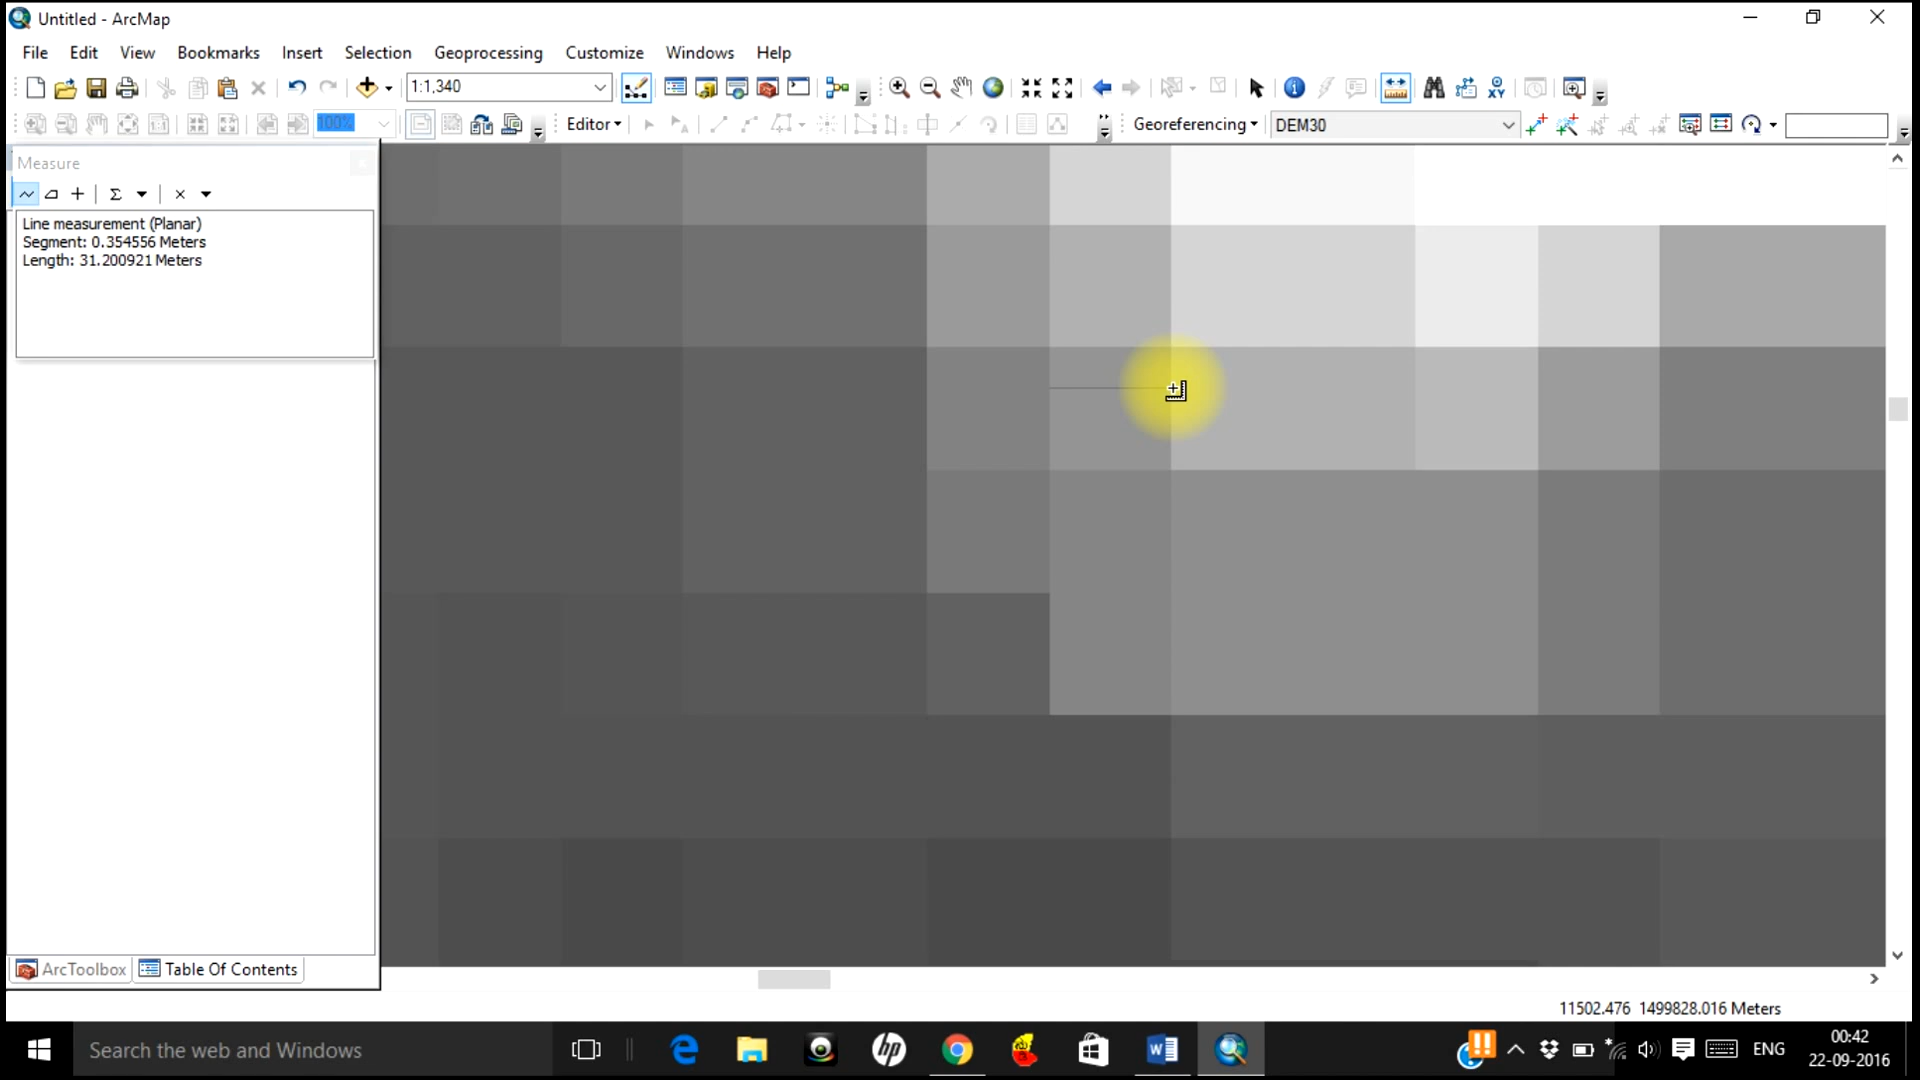 Untitled - ArcMap
File Edit View Bookmarks Insert Selection Geoprocessing Customize Windows Help
1:1,340
100% Editor Georeferencing DEM30
Measure
Line measurement (Planar)
Segment: 0.354556 Meters
Length: 31.200921 Meters
ArcToolbox Table Of Contents
11502.476 1499828.016 Meters
Search the web and Windows
ENG
00:42
22-09-2016